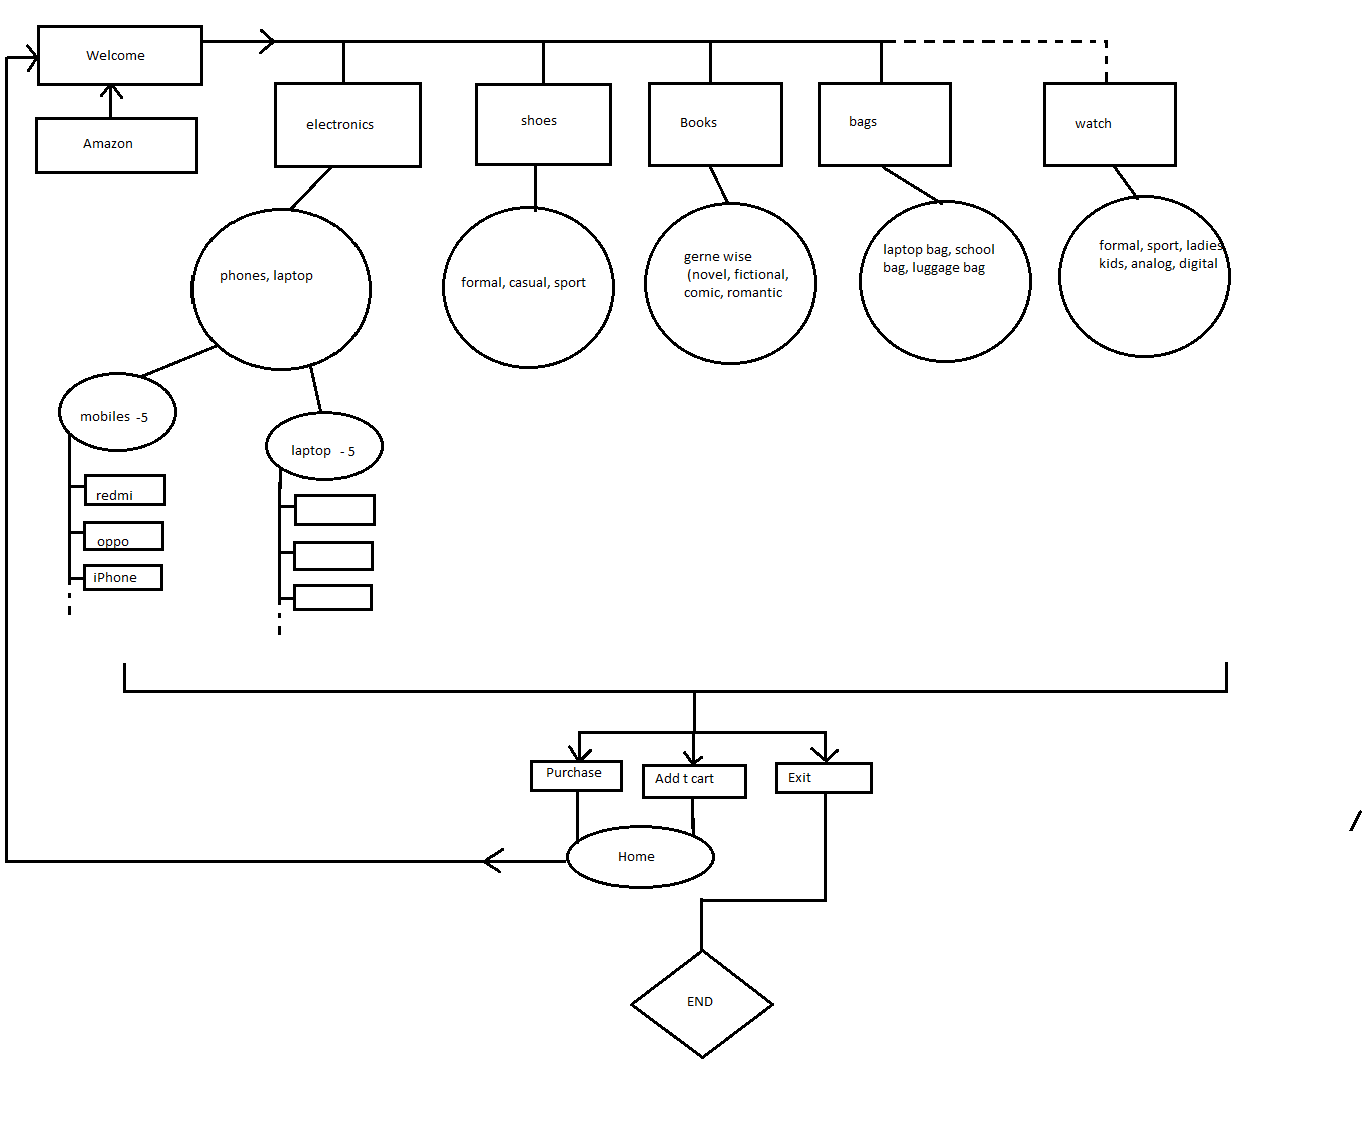 Welcome
Amazon
electronics
shoes
Books
bags
watch
phones, laptop
formal, casual, sport
gerne wise
(novel, fictional,
comic, romantic
laptop bag, school
bag, luggage bag
formal, sport, ladies
kids, analog, digital
mobiles -5
laptop - 5
redmi
oppo
iPhone
Purchase
Add t cart
Exit
Home
END